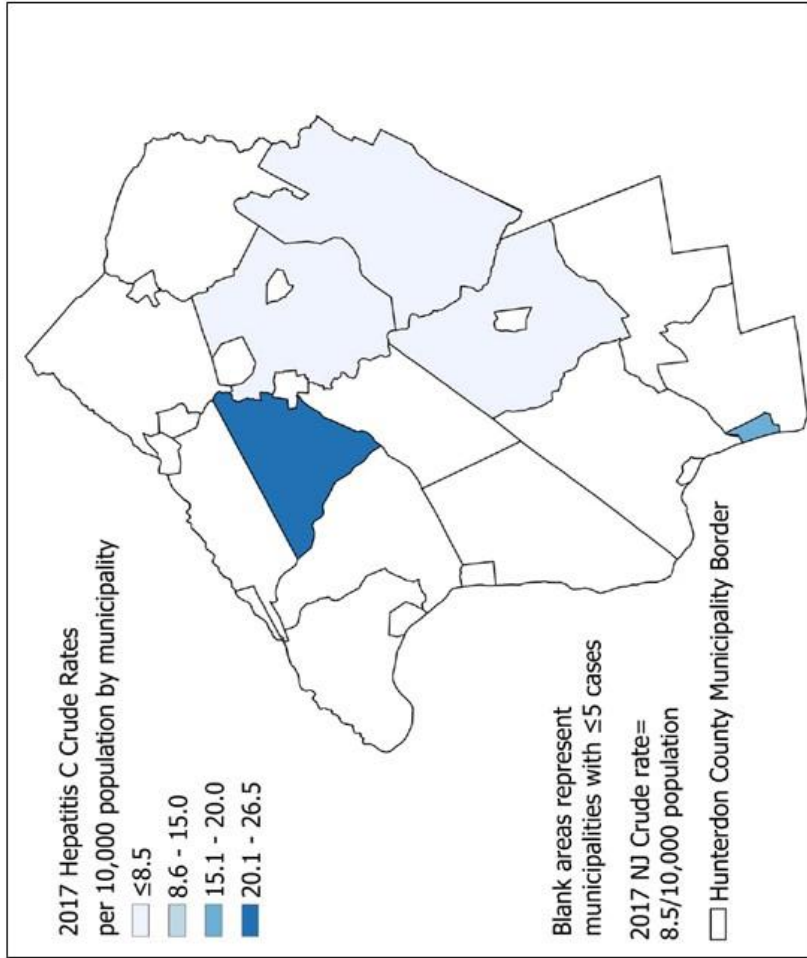 2017 Hepatitis C Crude Rates
per 10,000 population by municipality
≤8.5
8.6 - 15.0
15.1 - 20.0
20.1 - 26.5
Blank areas represent
municipalities with ≤5 cases
2017 NJ Crude rate=
8.5/10,000 population
Hunterdon County Municipality Border